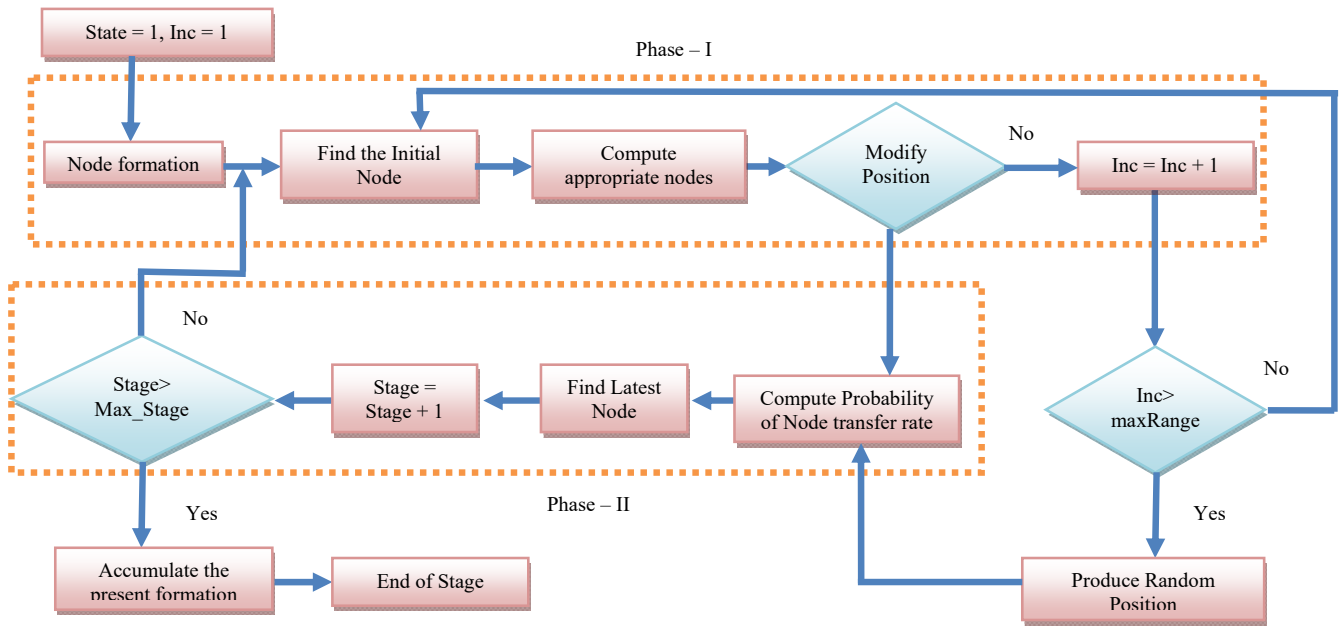 State = 1, Inc = 1
Phase – I
Node formation
Find the Initial
Node
Compute
appropriate nodes
Modify
Position
No
Inc = Inc + 1
No
Stage>
Max_Stage
Stage =
Stage + 1
Find Latest
Node
Compute Probability
of Node transfer rate
Inc>
maxRange
No
Yes
Phase – II
Yes
Accumulate the
present formation
End of Stage
Produce Random
Position